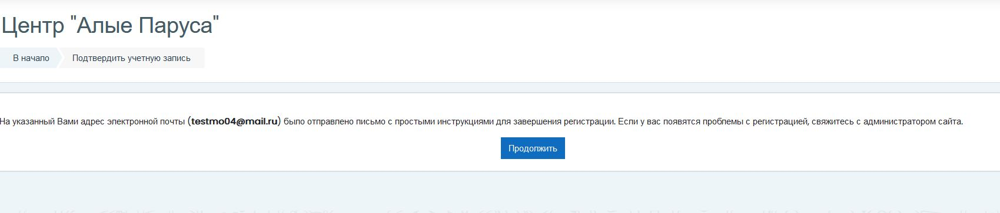 Центр "Алые Паруса"
В начало
Подтвердить учетную запись
На указанный Вами адрес электронной почты (testmo04@mail.ru) было отправлено письмо с простыми инструкциями для завершения регистрации. Если у вас появятся проблемы с регистрацией, свяжитесь с администратором сайта.
Продолжить